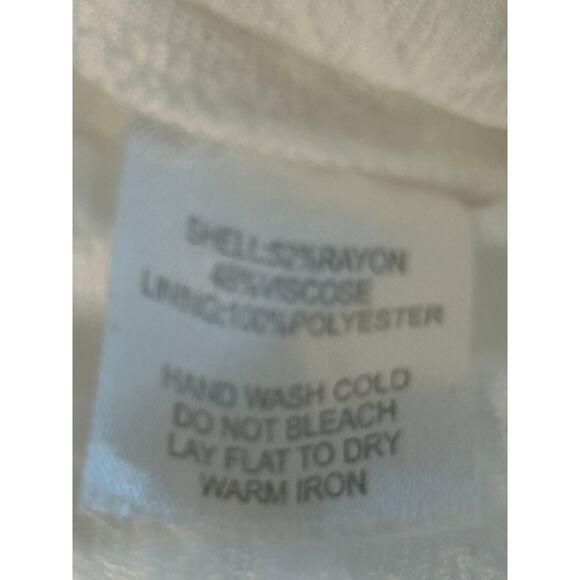 SHELL:52%RAYON
48%VISCOSE
LINING:100%POLYESTER
HAND WASH COLD
DO NOT BLEACH
LAY FLAT TO DRY
WARM IRON